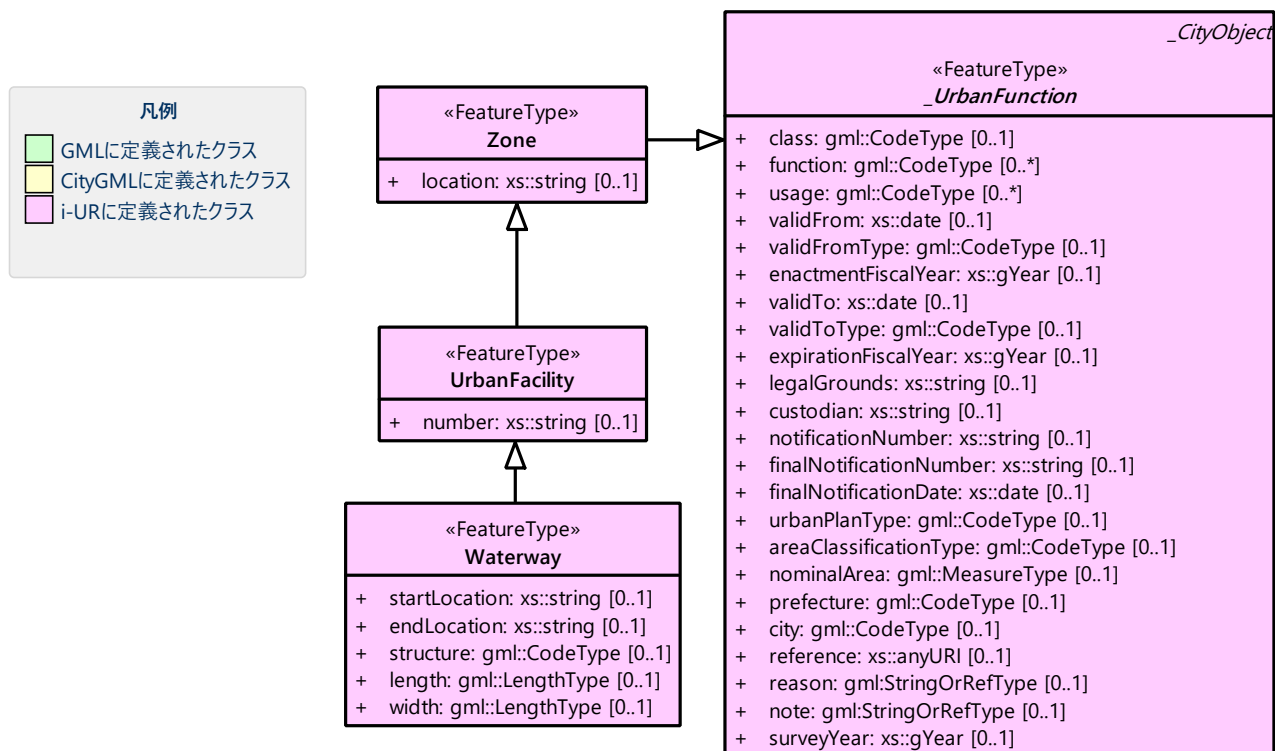 凡例
GMLに定義されたクラス
CityGMLに定義されたクラス
i-URに定義されたクラス
«FeatureType»
Zone
+ location: xs::string [0..1]
«FeatureType»
UrbanFacility
+ number: xs::string [0..1]
«FeatureType»
Waterway
+ startLocation: xs::string [0..1]
+ endLocation: xs::string [0..1]
+ structure: gml::CodeType [0..1]
+ length: gml::LengthType [0..1]
+ width: gml::LengthType [0..1]
_CityObject
«FeatureType»
_UrbanFunction
+ class: gml::CodeType [0..1]
+ function: gml::CodeType [0..*]
+ usage: gml::CodeType [0..*]
+ validFrom: xs::date [0..1]
+ validFromType: gml::CodeType [0..1]
+ enactmentFiscalYear: xs::gYear [0..1]
+ validTo: xs::date [0..1]
+ validToType: gml::CodeType [0..1]
+ expirationFiscalYear: xs::gYear [0..1]
+ legalGrounds: xs::string [0..1]
+ custodian: xs::string [0..1]
+ notificationNumber: xs::string [0..1]
+ finalNotificationNumber: xs::string [0..1]
+ finalNotificationDate: xs::date [0..1]
+ urbanPlanType: gml::CodeType [0..1]
+ areaClassificationType: gml::CodeType [0..1]
+ nominalArea: gml::MeasureType [0..1]
+ prefecture: gml::CodeType [0..1]
+ city: gml::CodeType [0..1]
+ reference: xs::anyURI [0..1]
+ reason: gml:StringOrRefType [0..1]
+ note: gml:StringOrRefType [0..1]
+ surveyYear: xs::gYear [0..1]